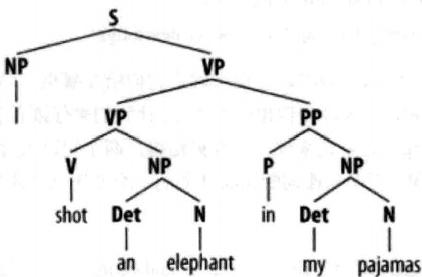 S
NP VP
I VP PP
V NP P NP
shot Det N in Det N
an elephant my pajamas